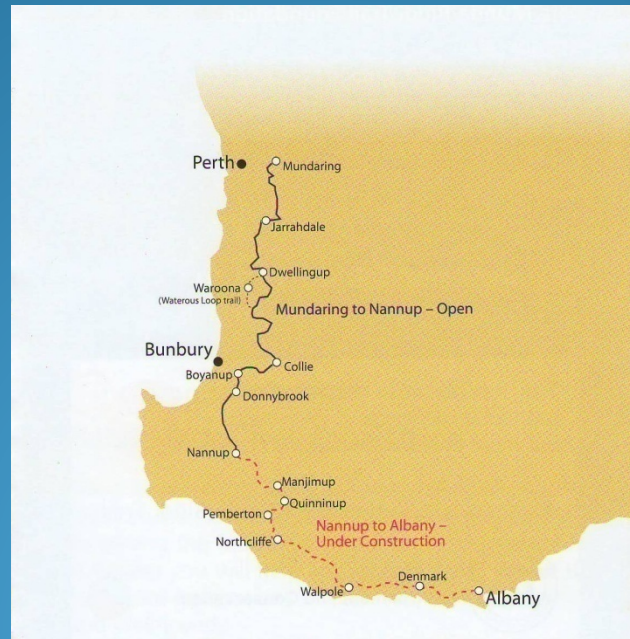 Perth
Mundaring
Jarrahdale
Dwellingup
Waroona
(Waterous Loop trail)
Mundaring to Nannup – Open
Bunbury
Collie
Boyanup
Donnybrook
Nannup
Manjimup
Quinninup
Pemberton
Nannup to Albany –
Under Construction
Northcliffe
Denmark
Walpole
Albany